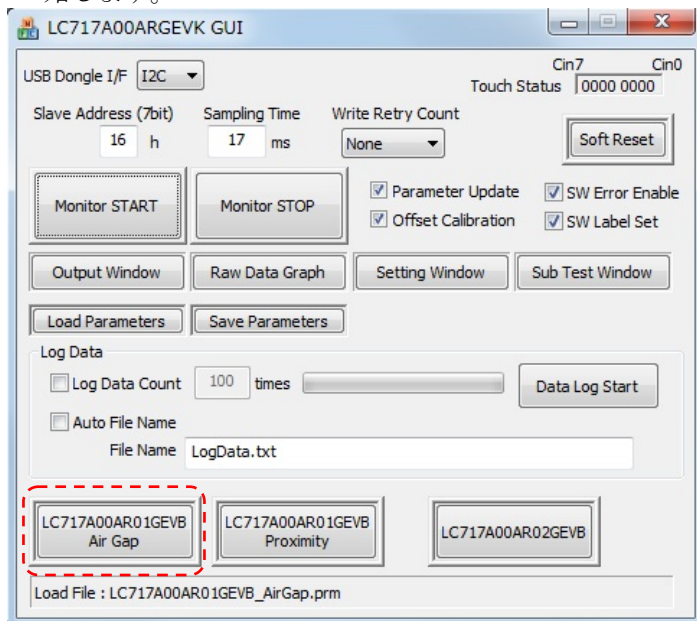 LC717A00ARGEVK GUI
USB Dongle I/F I2C
Cin7 Cin0
Touch Status 0000 0000
Slave Address (7bit) Sampling Time Write Retry Count
16 h 17 ms None Soft Reset
Monitor START Monitor STOP
Parameter Update SW Error Enable
Offset Calibration SW Label Set
Output Window Raw Data Graph Setting Window Sub Test Window
Load Parameters Save Parameters
Log Data
Log Data Count 100 times Data Log Start
Auto File Name
File Name LogData.txt
LC717A00AR01GEVB LC717A00AR01GEVB LC717A00AR02GEVB
Air Gap Proximity
Load File : LC717A00AR01GEVB_AirGap.prm